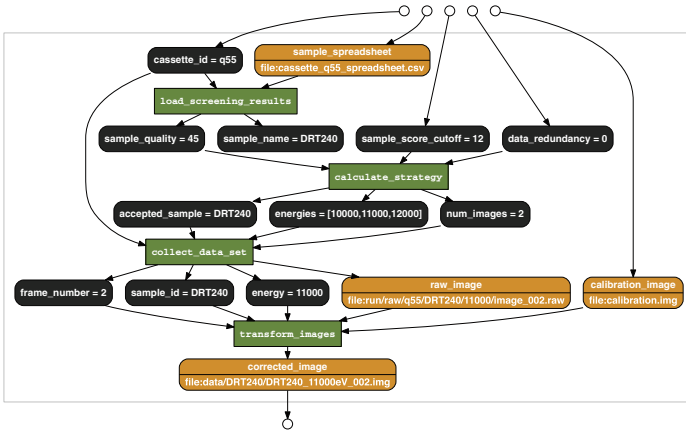 cassette_id = q55
sample_spreadsheet
file:cassette_q55_spreadsheet.csv
load_screening_results
sample_quality = 45
sample_name = DRT240
sample_score_cutoff = 12
data_redundancy = 0
calculate_strategy
accepted_sample = DRT240
energies = [10000,11000,12000]
num_images = 2
collect_data_set
frame_number = 2
sample_id = DRT240
energy = 11000
raw_image
file:run/raw/q55/DRT240/11000/image_002.raw
calibration_image
file:calibration.img
transform_images
corrected_image
file:data/DRT240/DRT240_11000eV_002.img